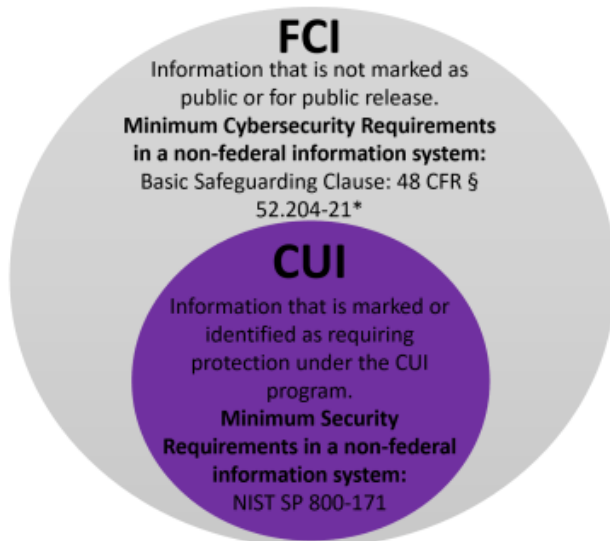 FCI
Information that is not marked as
public or for public release.
Minimum Cybersecurity Requirements
in a non-federal information system:
Basic Safeguarding Clause: 48 CFR §
52.204-21*
CUI
Information that is marked or
identified as requiring
protection under the CUI
program.
Minimum Security
Requirements in a non-federal
information system:
NIST SP 800-171